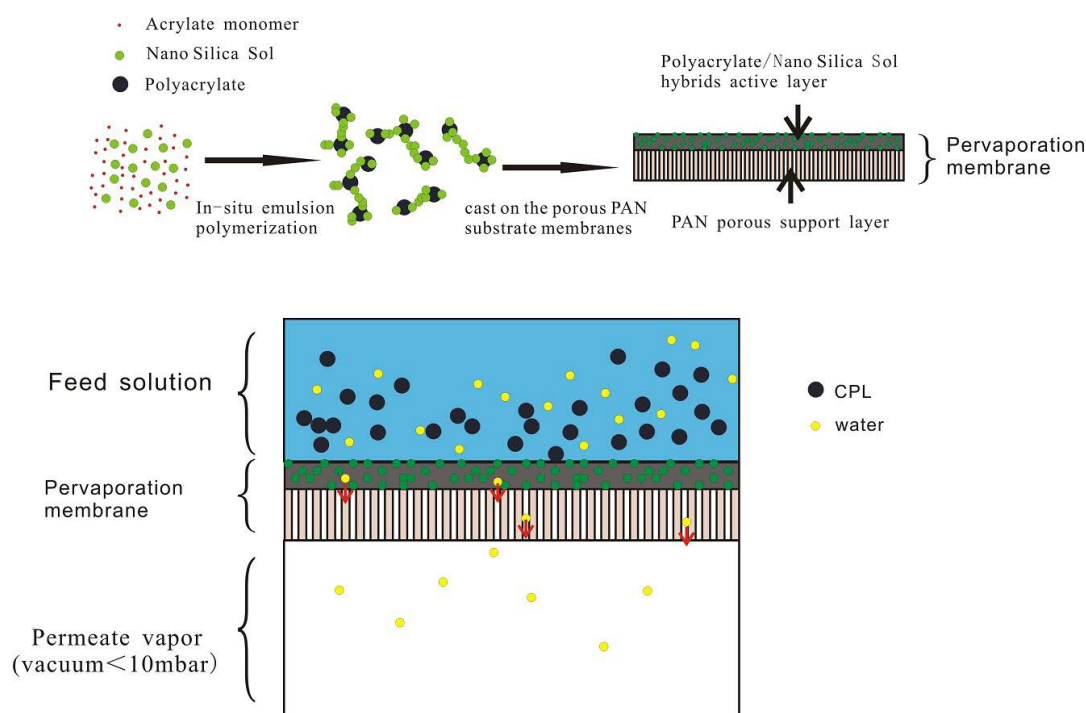 Acrylate monomer
Nano Silica Sol
Polyacrylate
In-situ emulsion
polymerization
cast on the porous PAN
substrate membranes
Polyacrylate/Nano Silica Sol
hybrids active layer
Pervaporation
membrane
PAN porous support layer
Feed solution
CPL
water
Pervaporation
membrane
Permeate vapor
(vacuum<10mbar)